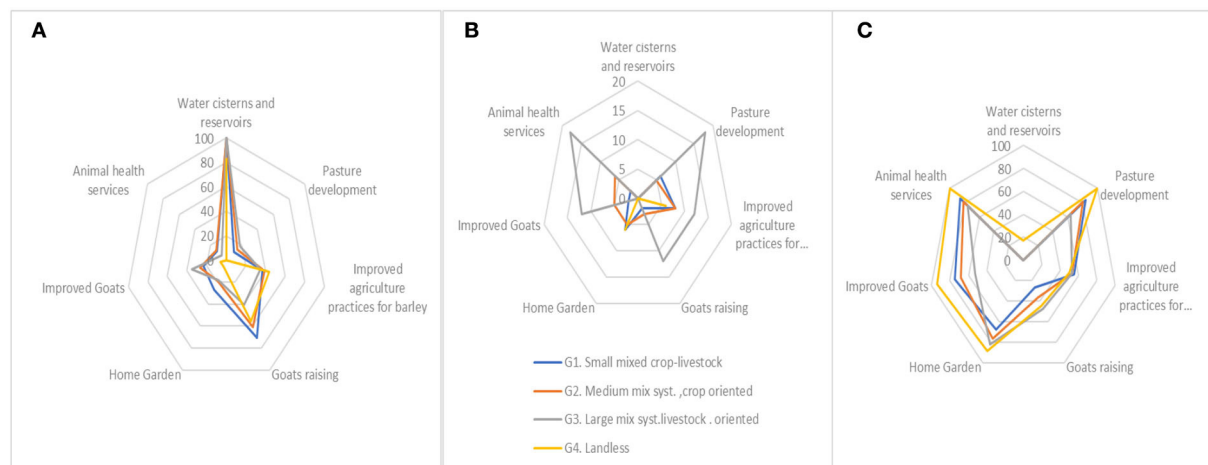 A
Water cisterns and
reservoirs
100
80
60
40
20
0
Pasture
development
Improved
agriculture
practices for barley
Goats raising
Home Garden
Improved Goats
Animal health
services
B
Water cisterns
and reservoirs
20
15
10
5
0
Pasture
development
Improved
agriculture
practices for...
Goats raising
Home Garden
Improved Goats
Animal health
services
G1. Small mixed crop-livestock
G2. Medium mix syst. ,crop oriented
G3. Large mix syst.livestock . oriented
G4. Landless
C
Water cisterns
and reservoirs
100
80
60
40
20
0
Pasture
development
Improved
agriculture
practices for...
Goats raising
Home Garden
Improved Goats
Animal health
services